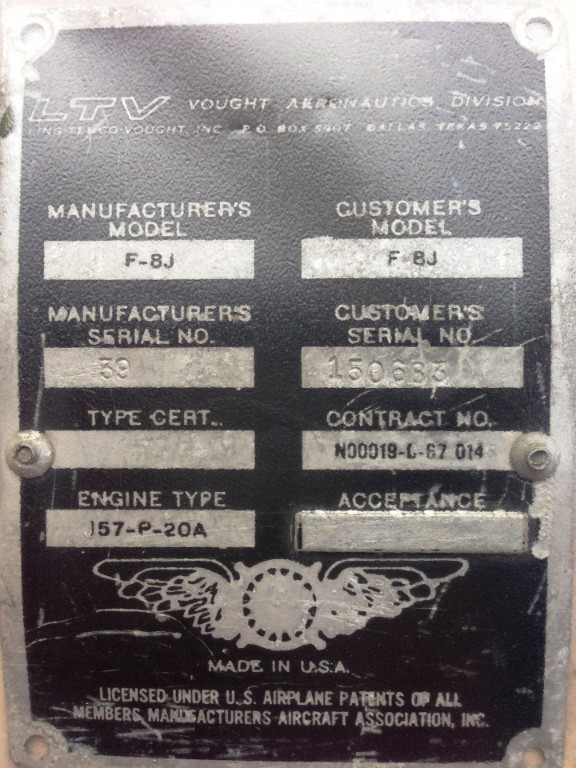 LTV VOUGHT AERONAUTICS DIVISION
LING-TEMCO-VOUGHT, INC. P.O. BOX 5907 DALLAS, TEXAS 75222
MANUFACTURER'S MODEL
F-8J
CUSTOMER'S MODEL
F-8J
MANUFACTURER'S SERIAL NO.
39
CUSTOMER'S SERIAL NO.
150683
TYPE CERT.
CONTRACT NO.
N00019-C-67 014
ENGINE TYPE
J57-P-20A
ACCEPTANCE
MADE IN U.S.A.
LICENSED UNDER U.S. AIRPLANE PATENTS OF ALL
MEMBERS MANUFACTURERS AIRCRAFT ASSOCIATION, INC.